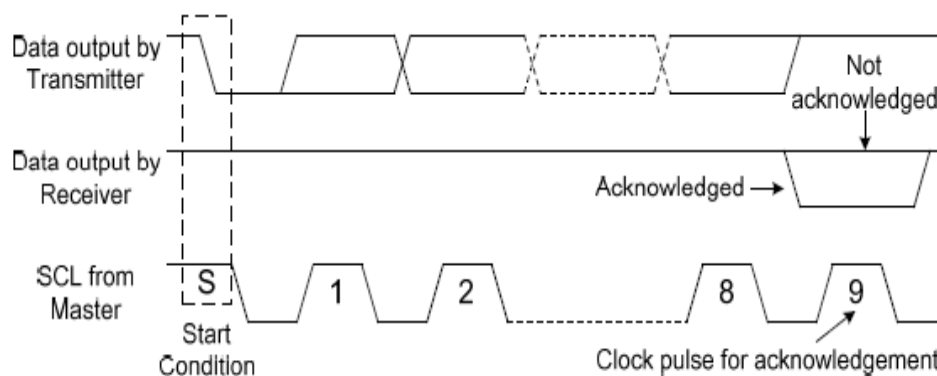 Data output by
Transmitter
Not
acknowledged
Data output by
Receiver
Acknowledged
SCL from
Master
S
1
2
8
9
Start
Condition
Clock pulse for acknowledgement